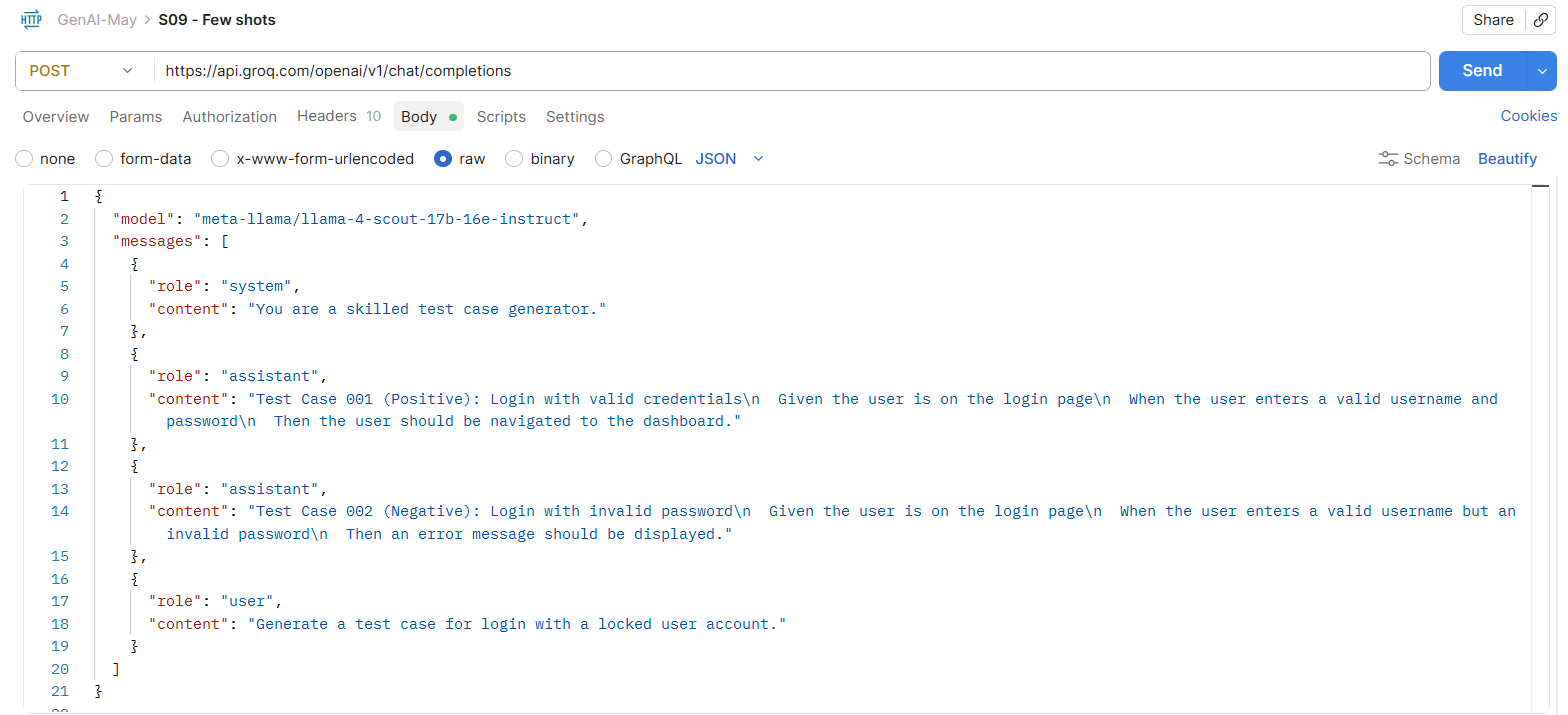 HTTP GenAI-May > S09 - Few shots Share
POST https://api.groq.com/openai/v1/chat/completions Send
Overview Params Authorization Headers 10 Body Scripts Settings Cookies
none form-data x-www-form-urlencoded raw binary GraphQL JSON Schema Beautify
1 {
2 "model": "meta-llama/llama-4-scout-17b-16e-instruct",
3 "messages": [
4 {
5 "role": "system",
6 "content": "You are a skilled test case generator."
7 },
8 {
9 "role": "assistant",
10 "content": "Test Case 001 (Positive): Login with valid credentials\n  Given the user is on the login page\n  When the user enters a valid username and
password\n  Then the user should be navigated to the dashboard."
11 },
12 {
13 "role": "assistant",
14 "content": "Test Case 002 (Negative): Login with invalid password\n  Given the user is on the login page\n  When the user enters a valid username but an
invalid password\n  Then an error message should be displayed."
15 },
16 {
17 "role": "user",
18 "content": "Generate a test case for login with a locked user account."
19 }
20 ]
21 }